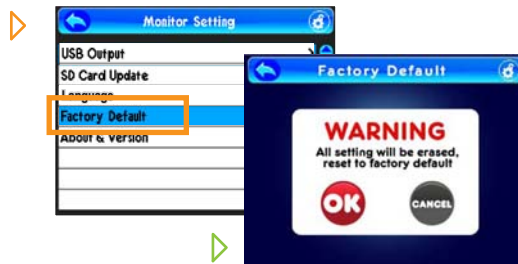 Monitor Setting
USB Output
SD Card Update
Language
Factory Default
About & Version
Factory Default
WARNING
All setting will be erased,
reset to factory default
OK
CANCEL